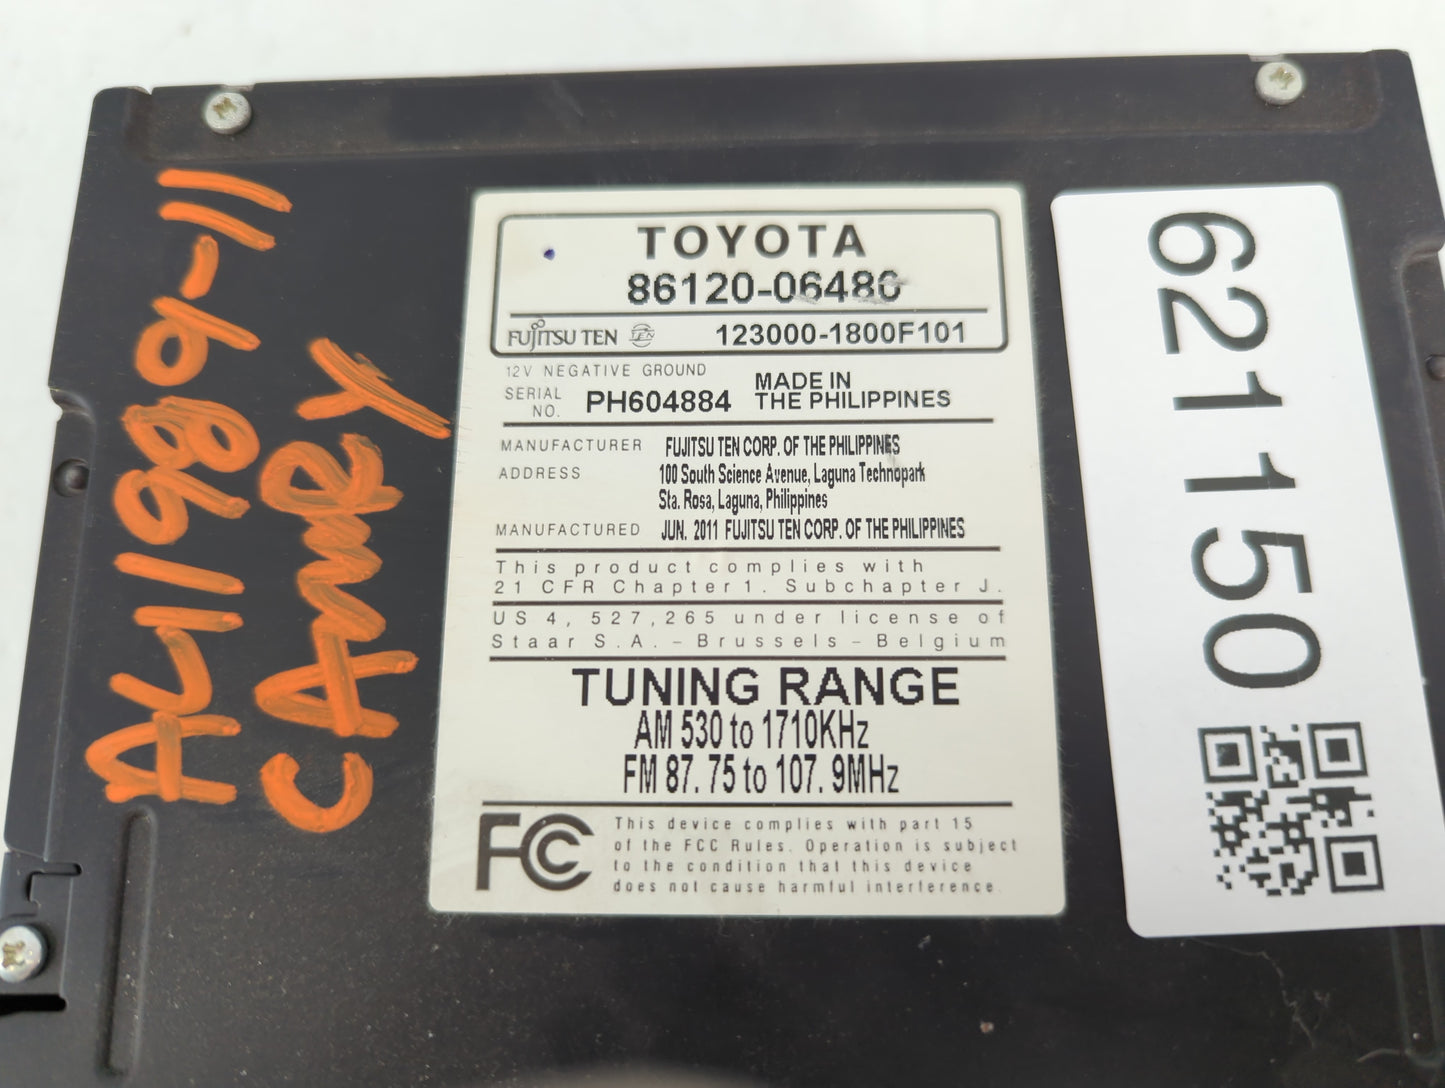 AL11989-11
CAMRY
TOYOTA
86120-06480
FUJITSU TEN TEN 123000-1800F101
12V NEGATIVE GROUND
SERIAL NO. PH604884 MADE IN THE PHILIPPINES
MANUFACTURER FUJITSU TEN CORP. OF THE PHILIPPINES
ADDRESS 100 South Science Avenue, Laguna Technopark
Sta. Rosa, Laguna, Philippines
MANUFACTURED JUN. 2011 FUJITSU TEN CORP. OF THE PHILIPPINES
This product complies with
21 CFR Chapter 1. Subchapter J.
US 4, 527,265 under license of
Staar S.A. - Brussels - Belgium
TUNING RANGE
AM 530 to 1710KHz
FM 87. 75 to 107. 9MHz
FC This device complies with part 15
of the FCC Rules. Operation is subject
to the condition that this device
does not cause harmful interference.
621150